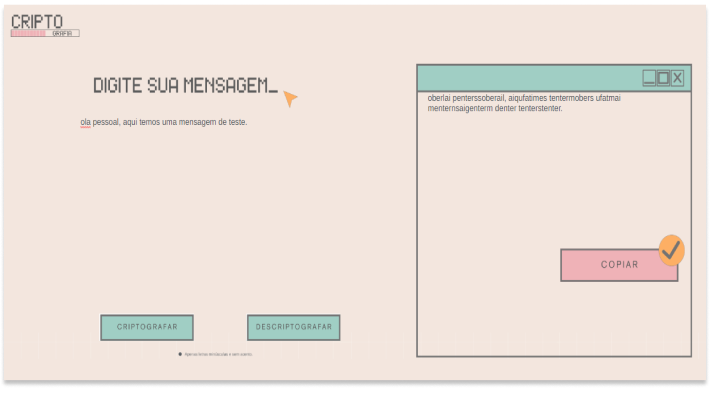 CRIPTO
GRAFIA
DIGITE SUA MENSAGEM_
ola pessoal, aqui temos uma mensagem de teste.
oberlai penterssoberail, aiqufatimes tentermobers ufatmai
menternsaigenterm denter tenterstenter.
COPIAR
CRIPTOGRAFAR
DESCRIPTOGRAFAR